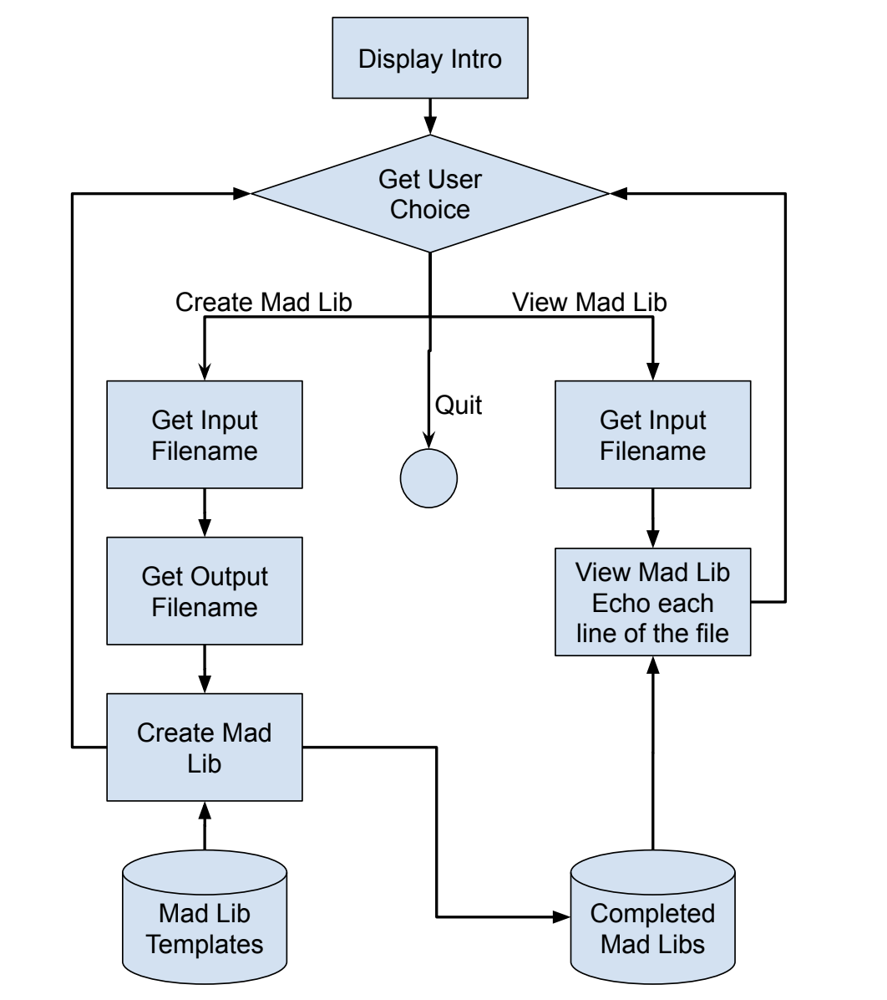 Display Intro
Get User
Choice
Create Mad Lib
View Mad Lib
Quit
Get Input
Filename
Get Input
Filename
Get Output
Filename
View Mad Lib
Echo each
line of the file
Create Mad
Lib
Mad Lib
Templates
Completed
Mad Libs